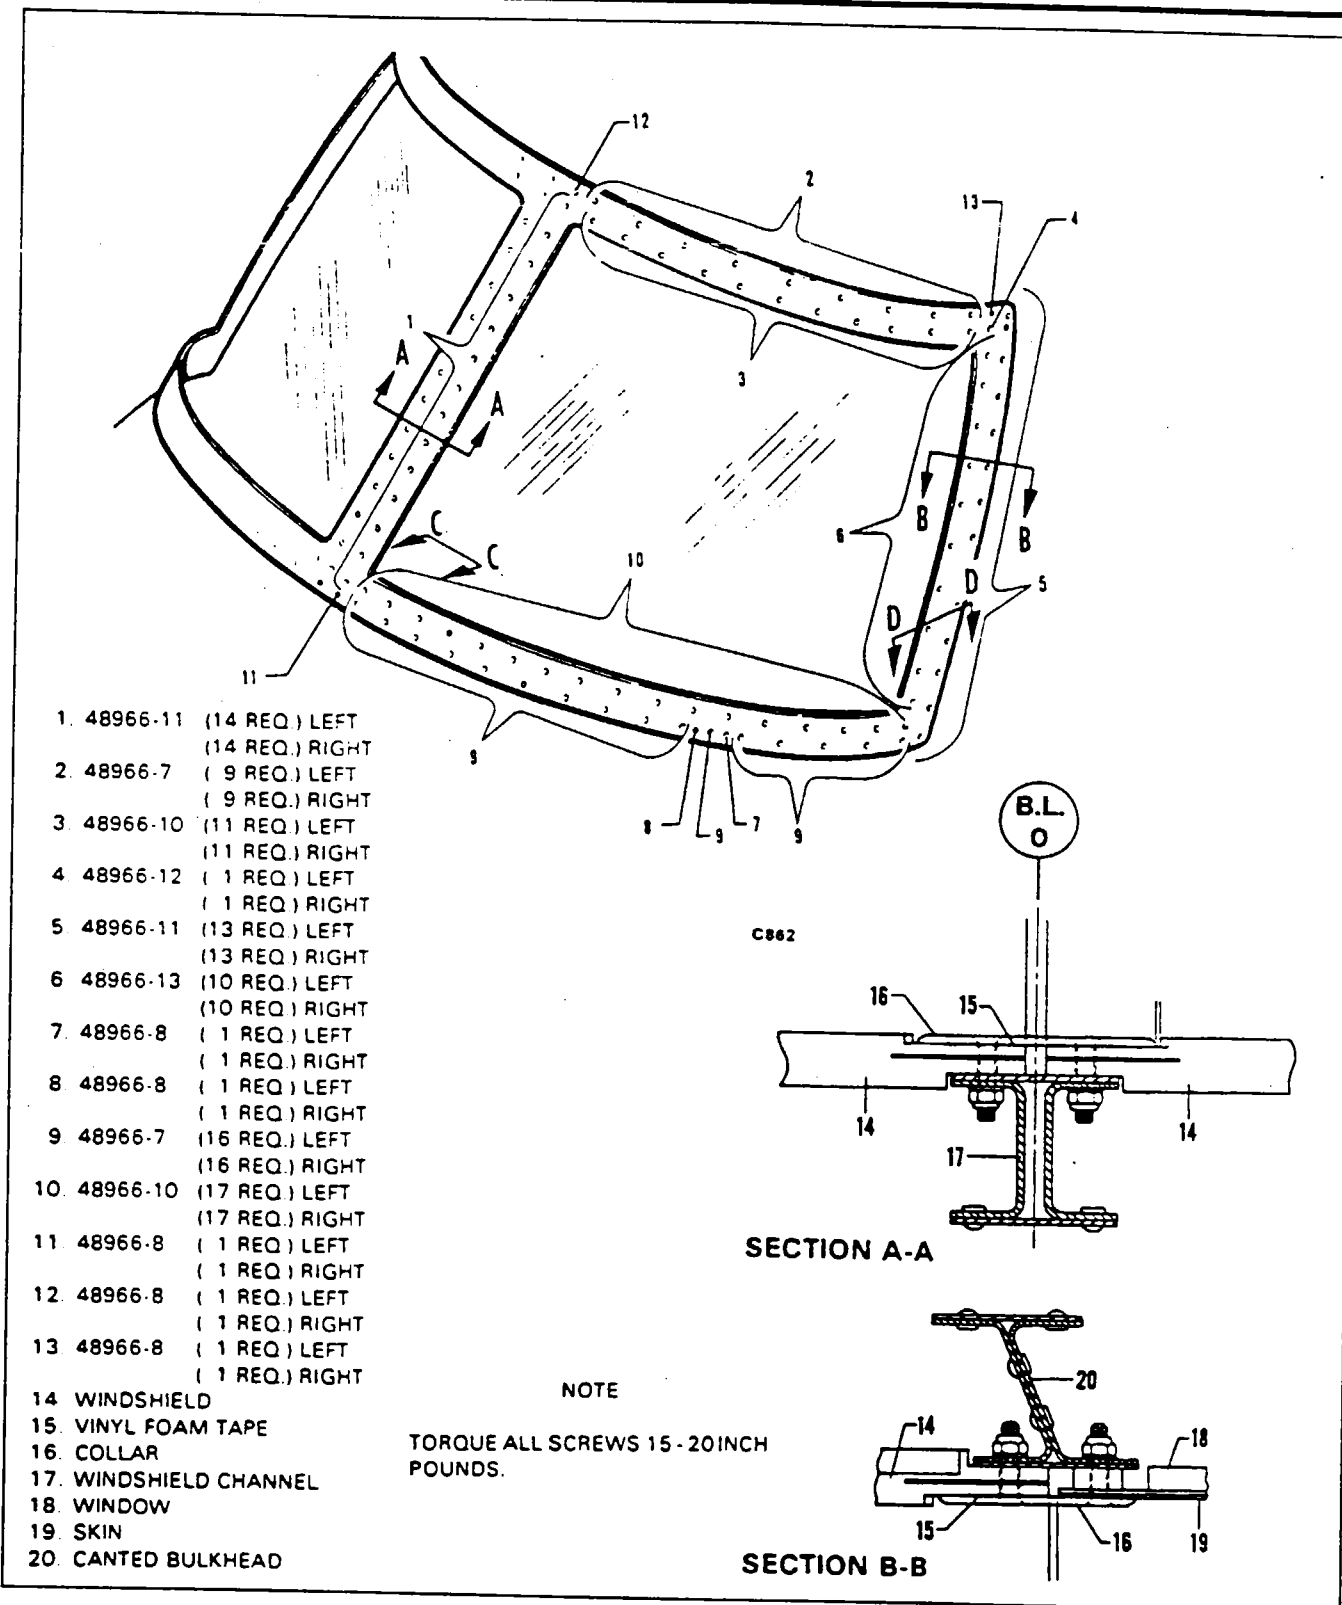 12
2
13
4
1
A
A
3
B
B
6
C
C
10
D
D
5
11
9
8
9
7
9
1. 48966-11 (14 REQ.) LEFT
(14 REQ.) RIGHT
2. 48966-7 ( 9 REQ.) LEFT
( 9 REQ.) RIGHT
3. 48966-10 (11 REQ.) LEFT
(11 REQ.) RIGHT
4 48966-12 ( 1 REQ.) LEFT
( 1 REQ.) RIGHT
5. 48966-11 (13 REQ.) LEFT
(13 REQ.) RIGHT
6 48966-13 (10 REQ.) LEFT
(10 REQ.) RIGHT
7. 48966-8 ( 1 REQ.) LEFT
( 1 REQ.) RIGHT
8. 48966-8 ( 1 REQ.) LEFT
( 1 REQ.) RIGHT
9. 48966-7 (16 REQ.) LEFT
(16 REQ.) RIGHT
10. 48966-10 (17 REQ.) LEFT
(17 REQ.) RIGHT
11. 48966-8 ( 1 REQ.) LEFT
( 1 REQ.) RIGHT
12. 48966-8 ( 1 REQ.) LEFT
( 1 REQ.) RIGHT
13. 48966-8 ( 1 REQ.) LEFT
( 1 REQ.) RIGHT
14 WINDSHIELD
15. VINYL FOAM TAPE
16. COLLAR
17. WINDSHIELD CHANNEL
18. WINDOW
19. SKIN
20. CANTED BULKHEAD
NOTE
TORQUE ALL SCREWS 15 - 20 INCH
POUNDS.
B.L.
O
C862
16
15
14
14
17
SECTION A-A
20
14
18
15
16
19
SECTION B-B